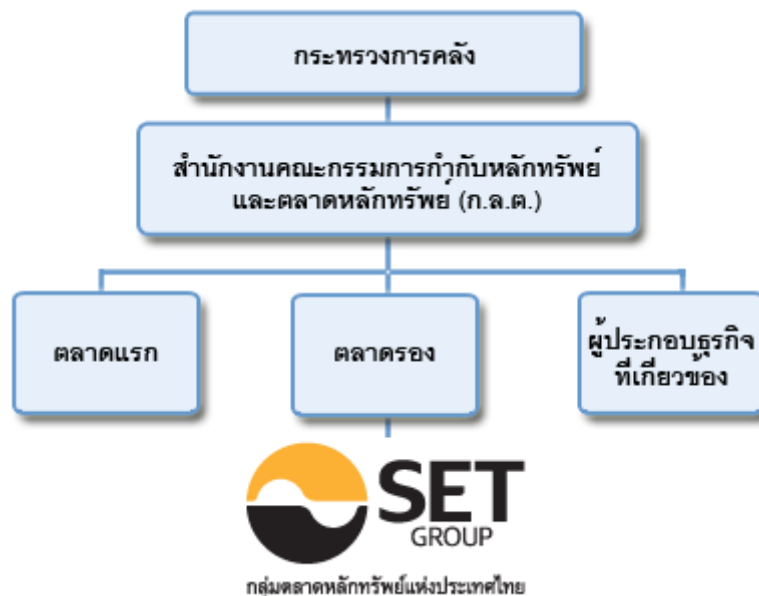 กระทรวงการคลัง
สำนักงานคณะกรรมการกำกับหลักทรัพย์
และตลาดหลักทรัพย์ (ก.ล.ต.)
ตลาดแรก
ตลาดรอง
ผู้ประกอบธุรกิจ
ที่เกี่ยวข้อง
SET
GROUP
กลุ่มตลาดหลักทรัพย์แห่งประเทศไทย